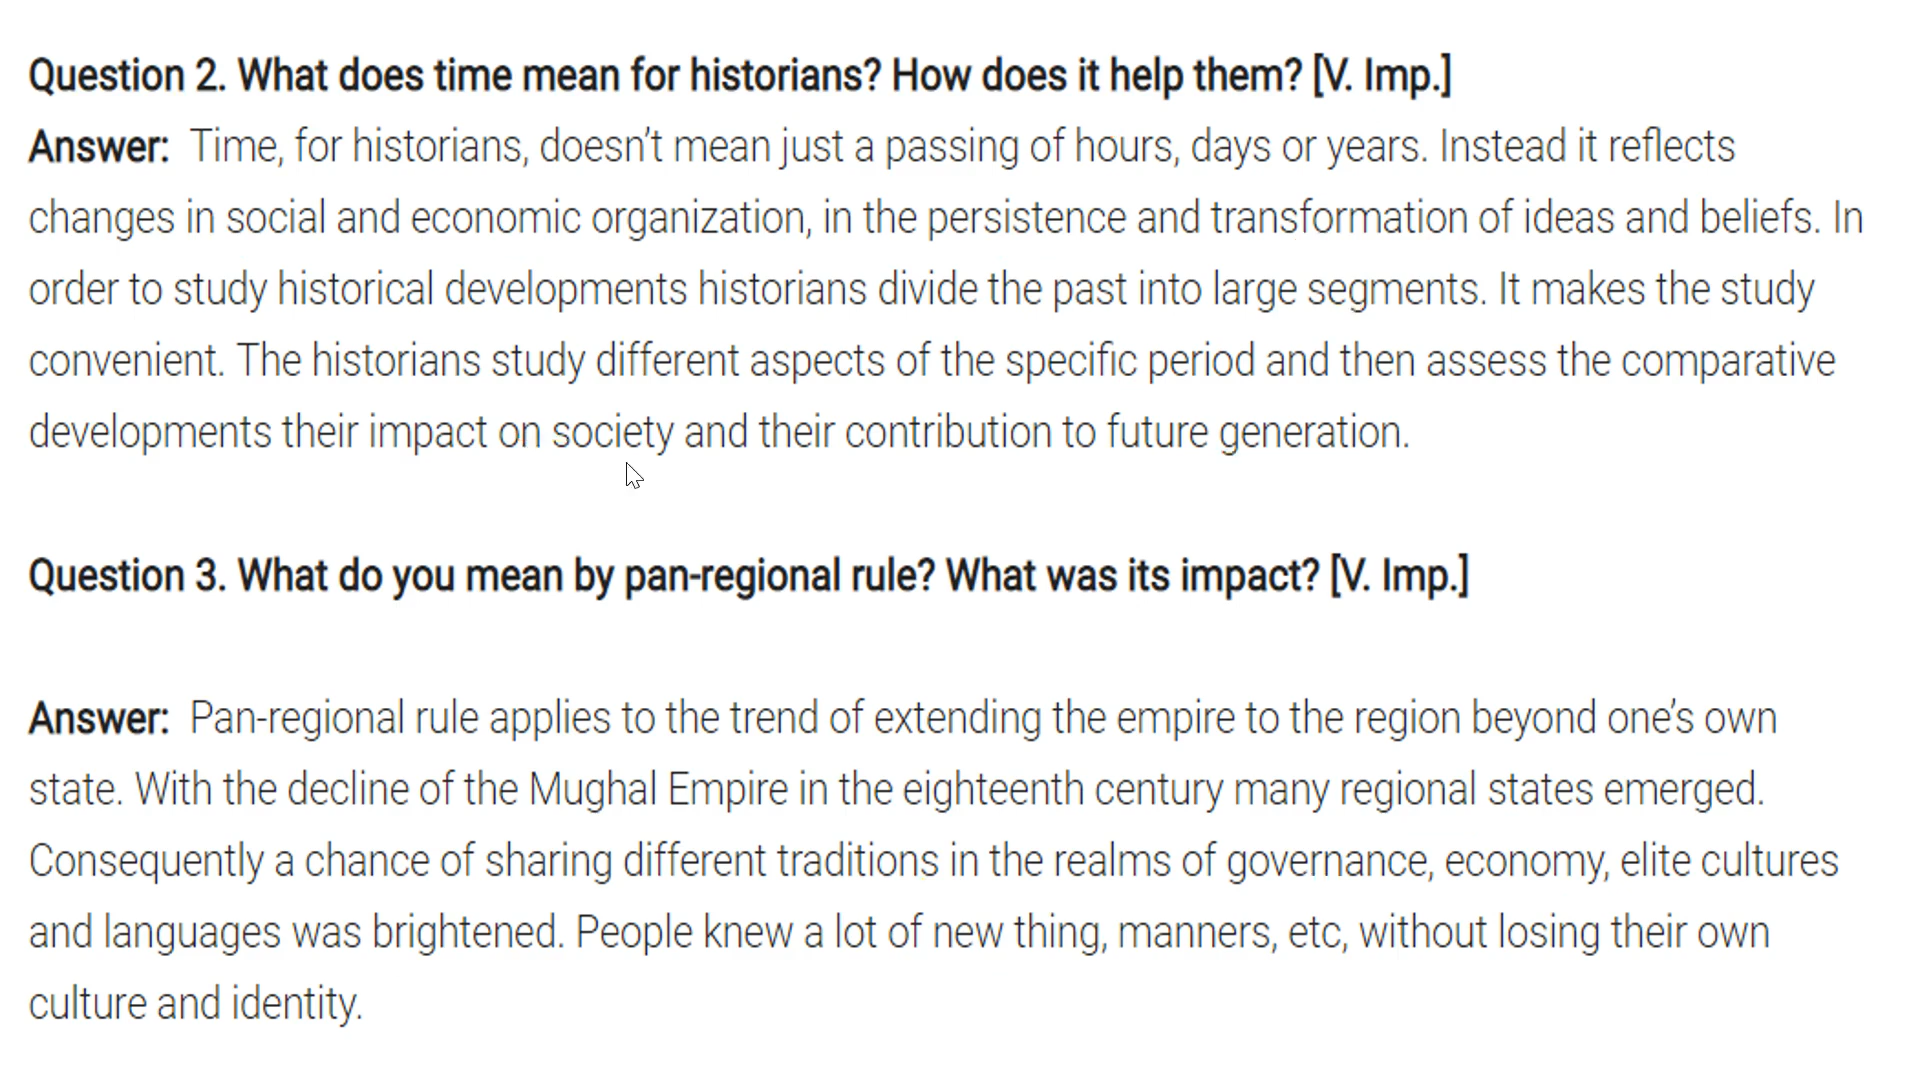 Question 2. What does time mean for historians? How does it help them? [V. Imp.]
Answer: Time, for historians, doesn’t mean just a passing of hours, days or years. Instead it reflects
changes in social and economic organization, in the persistence and transformation of ideas and beliefs. In
order to study historical developments historians divide the past into large segments. It makes the study
convenient. The historians study different aspects of the specific period and then assess the comparative
developments their impact on society and their contribution to future generation.
Question 3. What do you mean by pan-regional rule? What was its impact? [V. Imp.]
Answer: Pan-regional rule applies to the trend of extending the empire to the region beyond one’s own
state. With the decline of the Mughal Empire in the eighteenth century many regional states emerged.
Consequently a chance of sharing different traditions in the realms of governance, economy, elite cultures
and languages was brightened. People knew a lot of new thing, manners, etc, without losing their own
culture and identity.